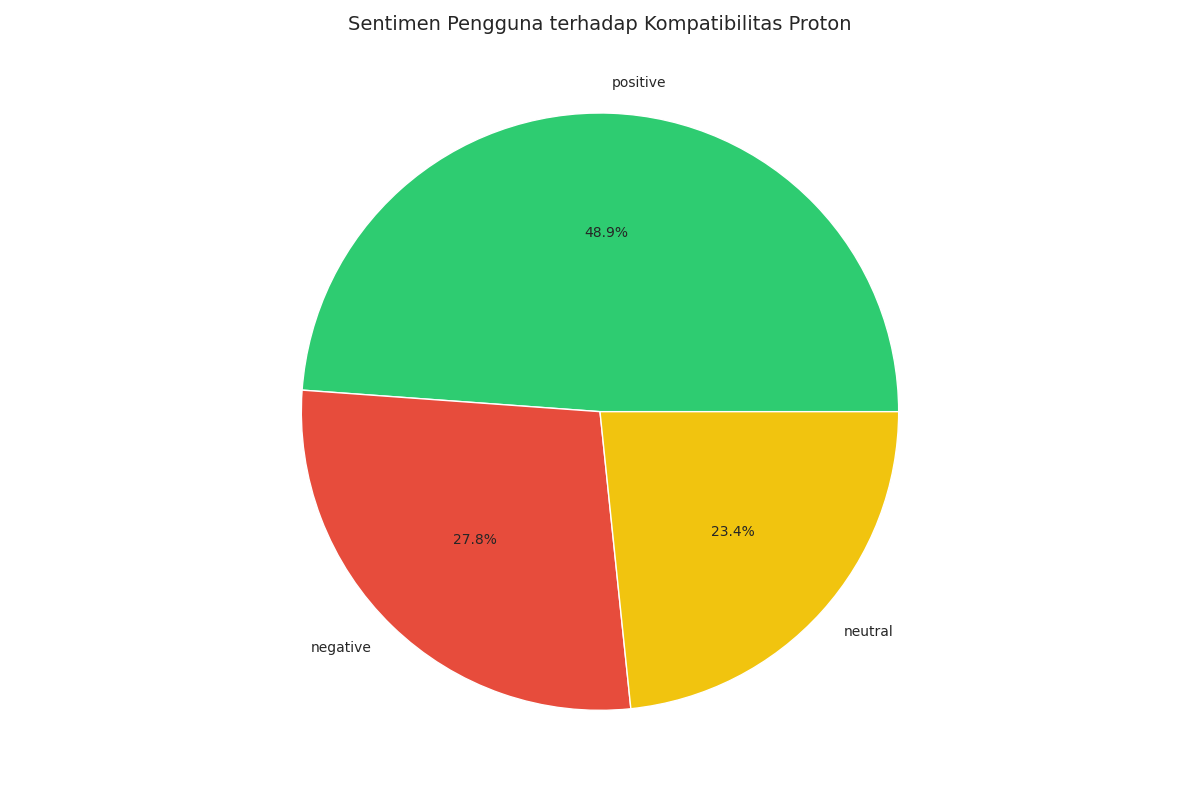 Sentimen Pengguna terhadap Kompatibilitas Proton
positive
48.9%
27.8%
23.4%
negative
neutral